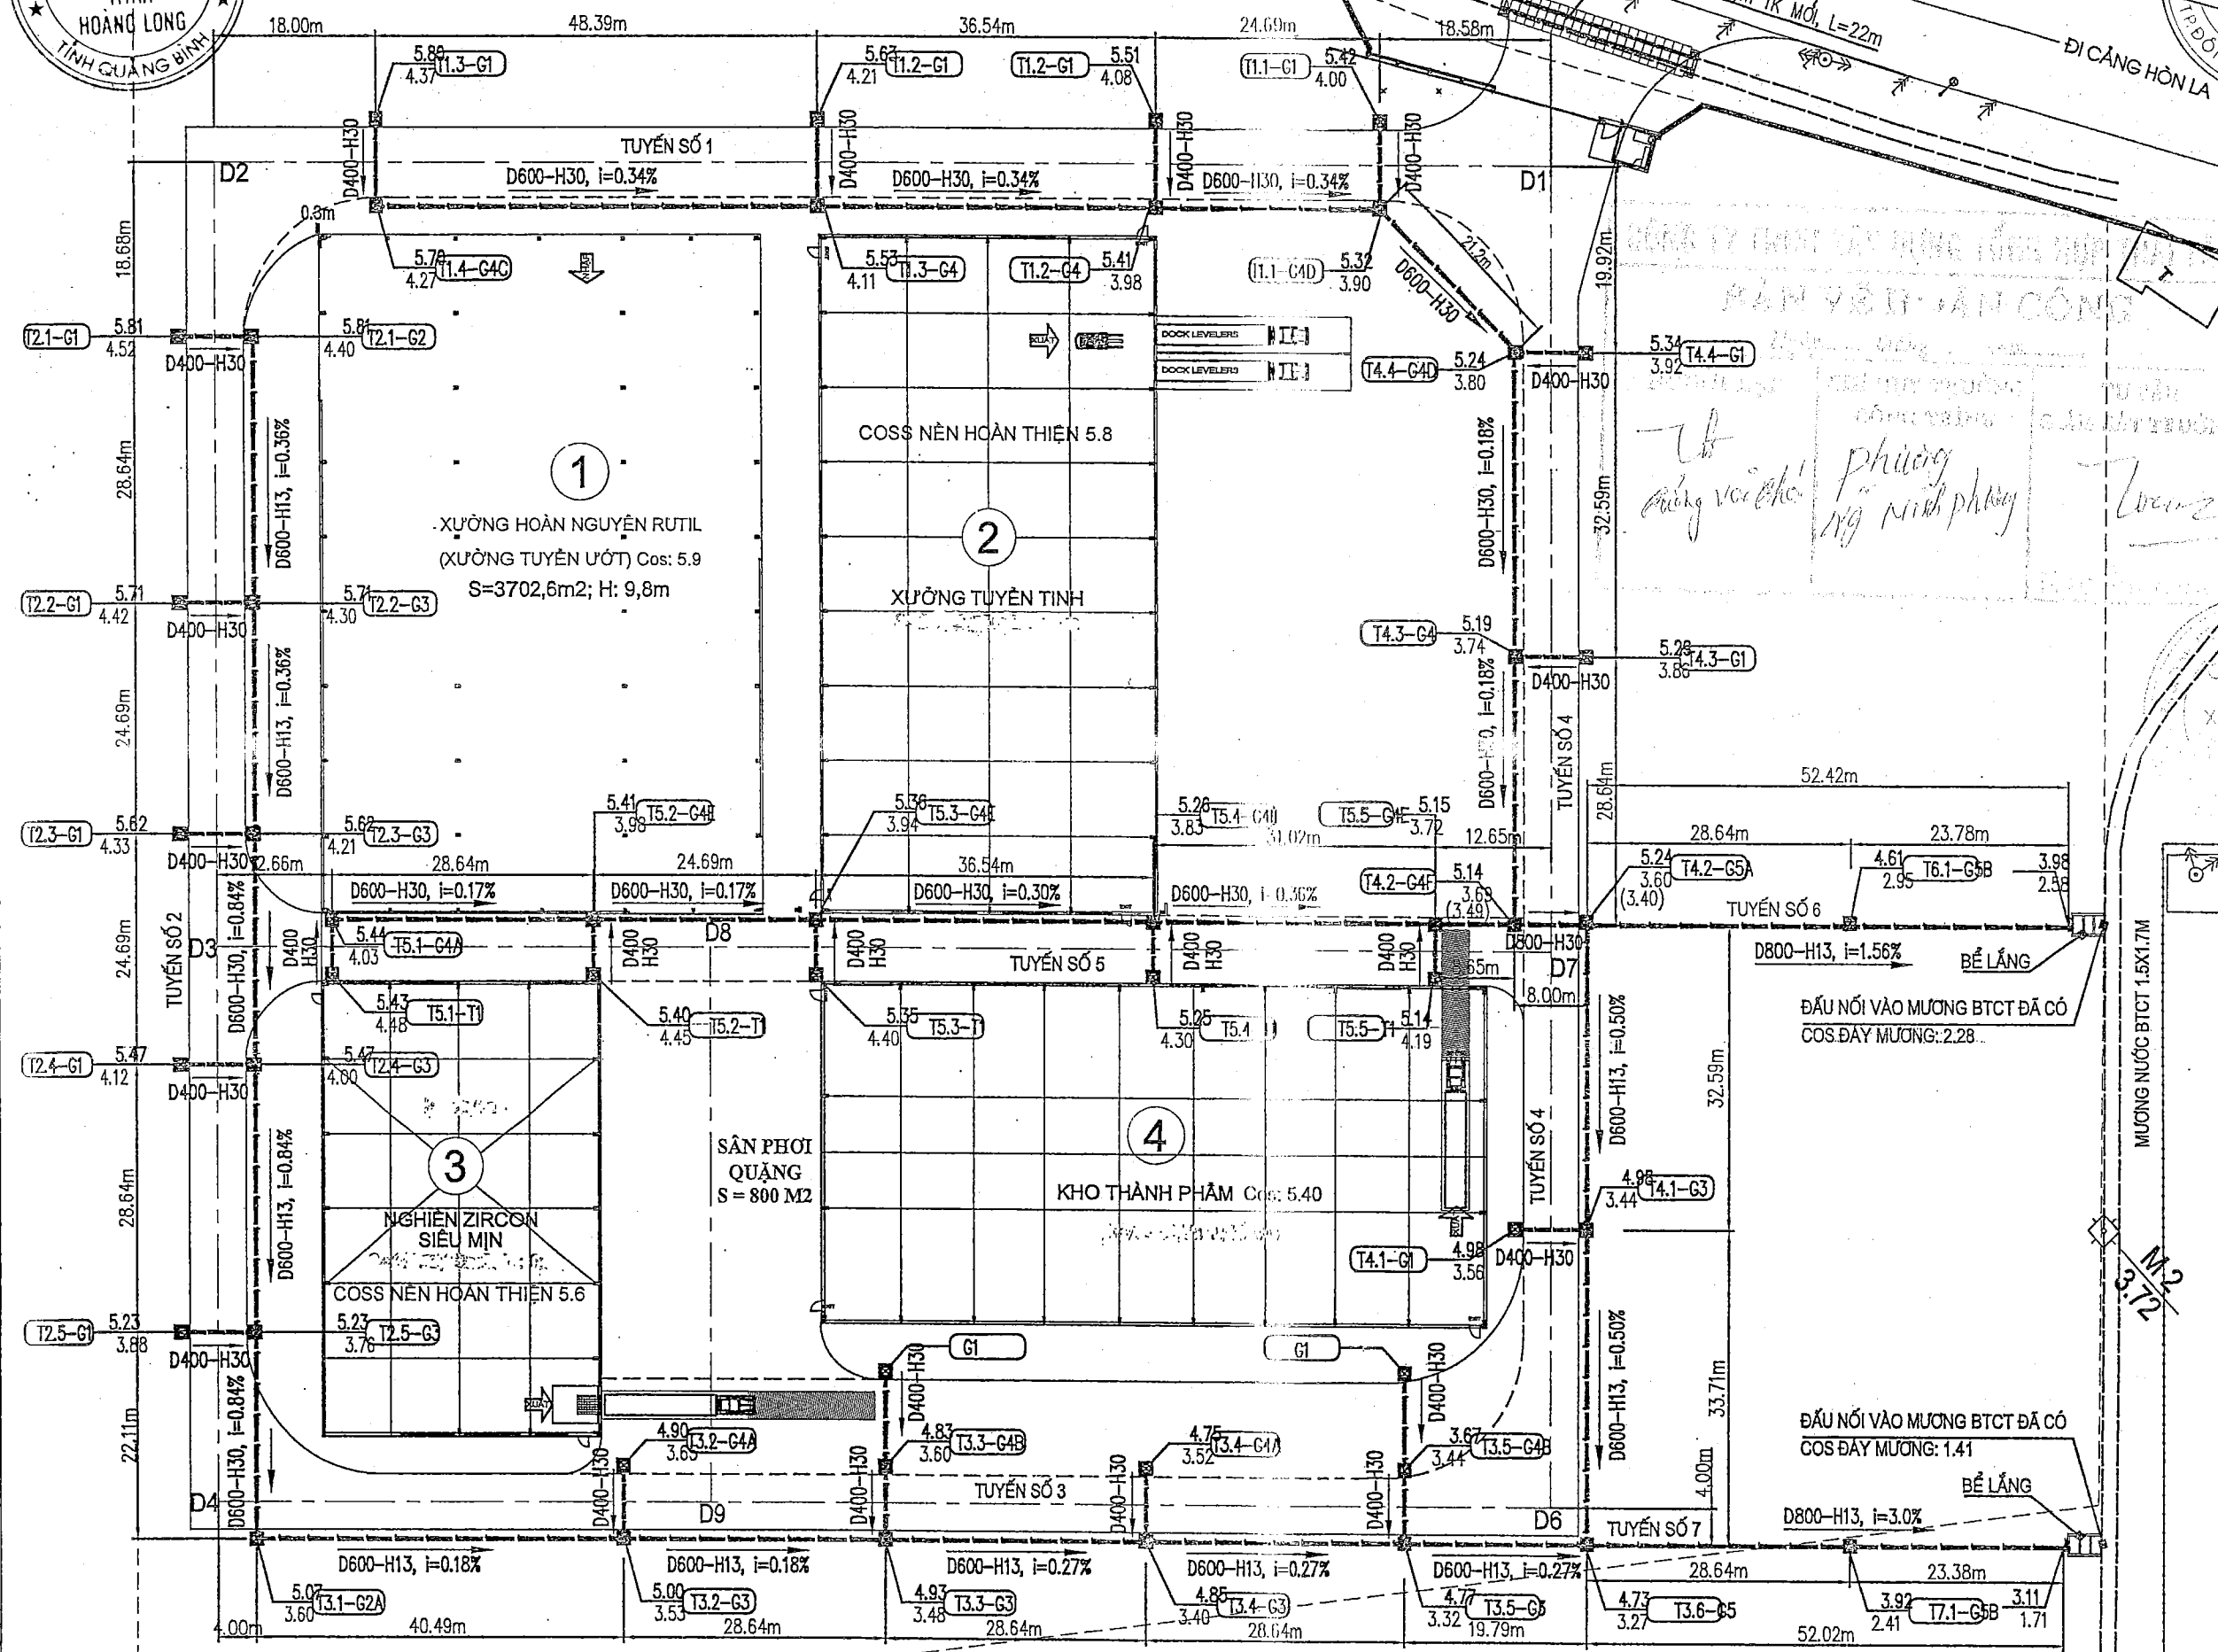 HOÀNG LONG
TỈNH QUẢNG BÌNH
18.00m
48.39m
36.54m
24.69m
18.58m
TK MỚI, L=22m
ĐI CẢNG HÒN LA
4.37
T1.3-G1
4.21
T1.2-G1
T1.2-G1
5.51
4.08
T1.1-G1
5.42
4.00
D400-H30
D400-H30
D400-H30
D400-H30
TUYẾN SỐ 1
D2
D1
D600-H30, i=0.34%
D600-H30, i=0.34%
D600-H30, i=0.34%
0.3m
18.68m
21.2m
19.92m
D600-H30
4.27
T1.4-G4C
5.53
4.11
T1.3-G4
T1.2-G4
5.41
3.98
5.32
3.90
T2.1-G1
5.81
4.52
D400-H30
5.81
4.40
T2.1-G2
XUẤT
DOCK LEVELERS
DOCK LEVELERS
T4.4-G4D
5.24
3.80
D400-H30
5.34
3.92
T4.4-G1
28.64m
D600-H13, i=0.36%
COSS NỀN HOÀN THIỆN 5.8
1
2
XƯỞNG HOÀN NGUYÊN RUTIL
(XƯỞNG TUYỂN ƯỚT) Cos: 5.9
S=3702,6m2; H: 9,8m
XƯỞNG TUYỂN TINH
D600-H30, i=0.18%
32.59m
T2.2-G1
5.71
4.42
D400-H30
5.71
4.30
T2.2-G3
T4.3-G4
5.19
3.74
D400-H30
T4.3-G1
24.69m
D600-H13, i=0.36%
TUYẾN SỐ 4
28.64m
52.42m
T2.3-G1
5.62
4.33
D400-H30
4.21
T2.3-G3
5.41
3.98
5.36
3.94
5.26
3.83
5.15
3.72
12.65m
28.64m
23.78m
2.66m
28.64m
24.69m
36.54m
D600-H30, i=0.17%
D600-H30, i=0.17%
D600-H30, i=0.30%
D600-H30, i=0.36%
5.14
3.69
(3.49)
5.24
3.60
(3.40)
T4.2-G5A
4.61
2.95
T6.1-G5B
3.98
2.58
TUYẾN SỐ 6
D800-H30
D800-H13, i=1.56%
BỂ LẮNG
ĐẤU NỐI VÀO MƯƠNG BTCT ĐÃ CÓ
COS ĐÁY MƯƠNG: 2.28
MƯƠNG NƯỚC BTCT 1.5X1.7M
TUYẾN SỐ 2
D3
24.69m
D600-H30, i=0.84%
D400 H30
5.44
4.03
T5.1-G4A
D400 H30
D8
D400 H30
TUYẾN SỐ 5
D400 H30
D400 H30
D7
8.00m
5.43
4.48
T5.1-T1
5.40
4.45
T5.2-T1
5.35
4.40
T5.3-T1
5.25
4.30
5.14
4.19
T2.4-G1
5.47
4.12
D400-H30
5.47
4.00
T2.4-G3
D600-H13, i=0.50%
32.59m
28.64m
D600-H13, i=0.84%
3
SÂN PHƠI
QUẶNG
S = 800 M2
4
KHO THÀNH PHẨM Cos: 5.40
TUYẾN SỐ 4
3.44
T4.1-G3
NGHIỀN ZIRCON
SIÊU MỊN
COSS NỀN HOÀN THIỆN 5.6
T4.1-G1
4.98
3.56
D400-H30
M2
3.72
T2.5-G1
5.23
3.88
D400-H30
5.23
3.76
T2.5-G3
G1
G1
D400-H30
D400-H30
D600-H13, i=0.50%
33.71m
22.11m
D600-H30, i=0.84%
XUẤT
4.90
3.65
T3.2-G4A
4.83
3.60
T3.3-G4B
3.52
T3.4-G4A
3.67
3.44
T3.5-G4B
D400-H30
D400-H30
D400-H30
D400-H30
4.00m
ĐẤU NỐI VÀO MƯƠNG BTCT ĐÃ CÓ
COS ĐÁY MƯƠNG: 1.41
BỂ LẮNG
D4
D9
TUYẾN SỐ 3
D6
TUYẾN SỐ 7
D800-H13, i=3.0%
D600-H13, i=0.18%
D600-H13, i=0.18%
D600-H13, i=0.27%
D600-H13, i=0.27%
D600-H13, i=0.27%
28.64m
23.38m
5.07
3.60
T3.1-G2A
5.00
3.53
T3.2-G3
4.93
3.48
T3.3-G3
4.85
3.40
T3.4-G3
4.77
3.32
T3.5-G5
4.73
3.27
T3.6-G5
3.92
2.41
T7.1-G5B
3.11
1.71
4.00m
40.49m
28.64m
28.64m
28.64m
19.79m
52.02m